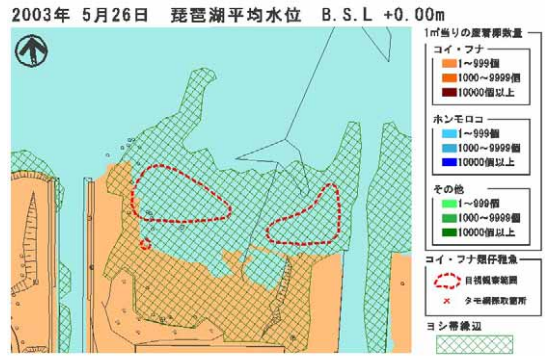 2003年 5月26日 琵琶湖平均水位 B.S.L +0.00m
1㎡当りの産着卵数量
コイ・フナ
1～999個
1000～9999個
10000個以上
ホンモロコ
1～999個
1000～9999個
10000個以上
その他
1～999個
1000～9999個
10000個以上
コイ・フナ類仔稚魚
目視観察範囲
タモ網採取箇所
ヨシ帯縁辺